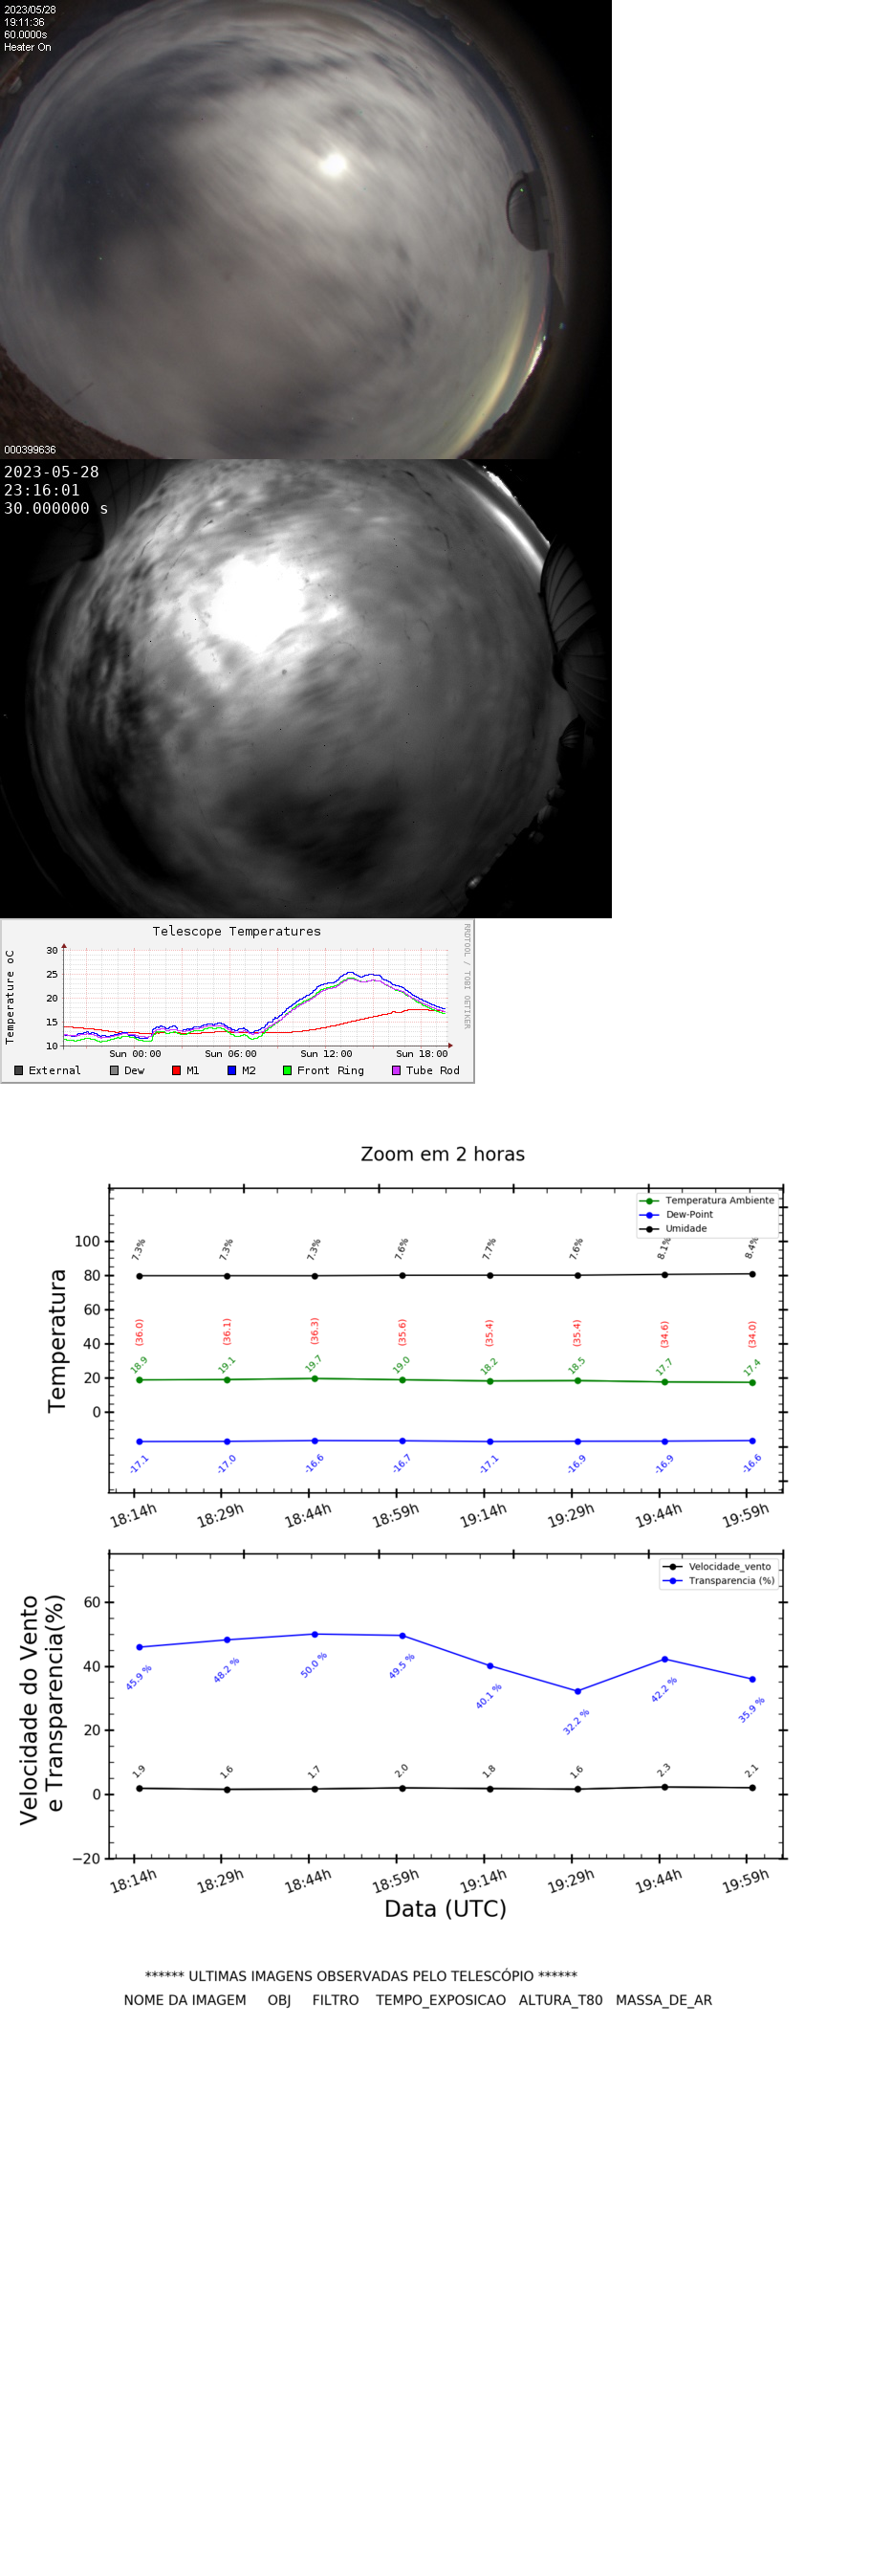 2023/05/28
19:11:36
60.0000s
Heater On
000399636
2023-05-28
23:16:01
30.000000 s
Telescope Temperatures
RRDTOOL / TOBI OETIKER
Temperature oC
30
25
20
15
10
Sun 00:00 Sun 06:00 Sun 12:00 Sun 18:00
External Dew M1 M2 Front Ring Tube Rod
Zoom em 2 horas
Temperatura Ambiente
Dew-Point
Umidade
Temperatura
100
80
60
40
20
0
7.3% 7.3% 7.3% 7.6% 7.7% 7.6% 8.1% 8.4%
(36.0) (36.1) (36.3) (35.6) (35.4) (35.4) (34.6) (34.0)
18.9 19.1 19.7 19.0 18.2 18.5 17.7 17.4
-17.1 -17.0 -16.6 -16.7 -17.1 -16.9 -16.9 -16.6
18:14h 18:29h 18:44h 18:59h 19:14h 19:29h 19:44h 19:59h
Velocidade_vento
Transparencia (%)
Velocidade do Vento
e Transparencia(%)
60
40
20
0
−20
45.9 % 48.2 % 50.0 % 49.5 % 40.1 % 32.2 % 42.2 % 35.9 %
1.9 1.6 1.7 2.0 1.8 1.6 2.3 2.1
18:14h 18:29h 18:44h 18:59h 19:14h 19:29h 19:44h 19:59h
Data (UTC)
****** ULTIMAS IMAGENS OBSERVADAS PELO TELESCÓPIO ******
NOME DA IMAGEM OBJ FILTRO TEMPO_EXPOSICAO ALTURA_T80 MASSA_DE_AR